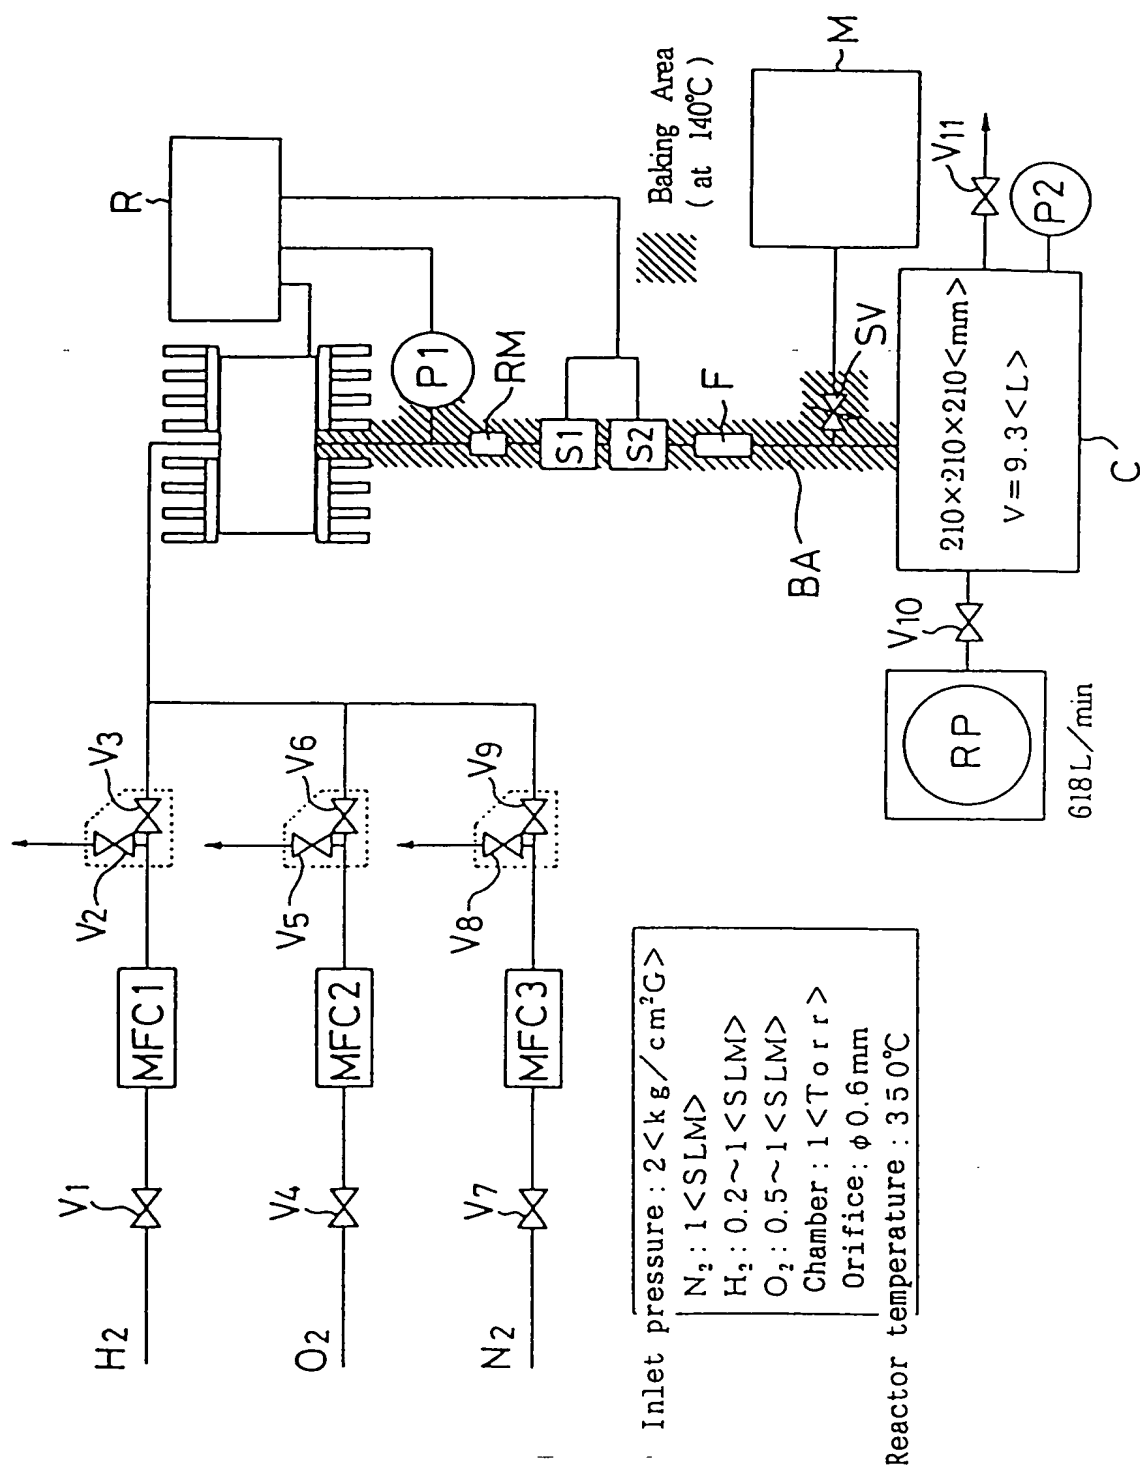 H2
V1
MFC1
V2
V3
O2
V4
MFC2
V5
V6
N2
V7
MFC3
V8
V9
R
P1
RM
S1
S2
F
SV
M
BA
Baking Area
( at 140℃ )
210×210×210<mm>
V=9.3<L>
C
V10
RP
618L/min
V11
P2
Inlet pressure : 2<kg/cm²G>
N₂ : 1<SLM>
H₂ : 0.2~1<SLM>
O₂ : 0.5~1<SLM>
Chamber : 1<Torr>
Orifice: φ0.6mm
Reactor temperature : 350℃